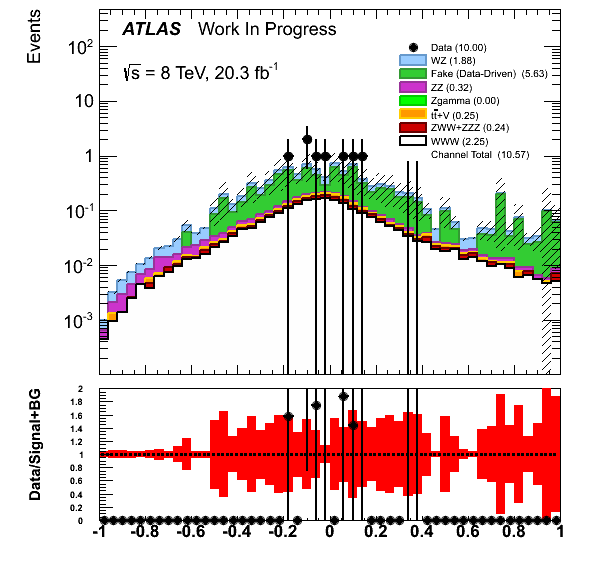 Events
ATLAS Work In Progress
√s = 8 TeV, 20.3 fb⁻¹
Data (10.00)
WZ (1.88)
Fake (Data-Driven) (5.63)
ZZ (0.32)
Zgamma (0.00)
tt̄+V (0.25)
ZWW+ZZZ (0.24)
WWW (2.25)
Channel Total (10.57)
10²
10
1
10⁻¹
10⁻²
10⁻³
Data/Signal+BG
2
1.8
1.6
1.4
1.2
1
0.8
0.6
0.4
0.2
0
-1 -0.8 -0.6 -0.4 -0.2 0 0.2 0.4 0.6 0.8 1